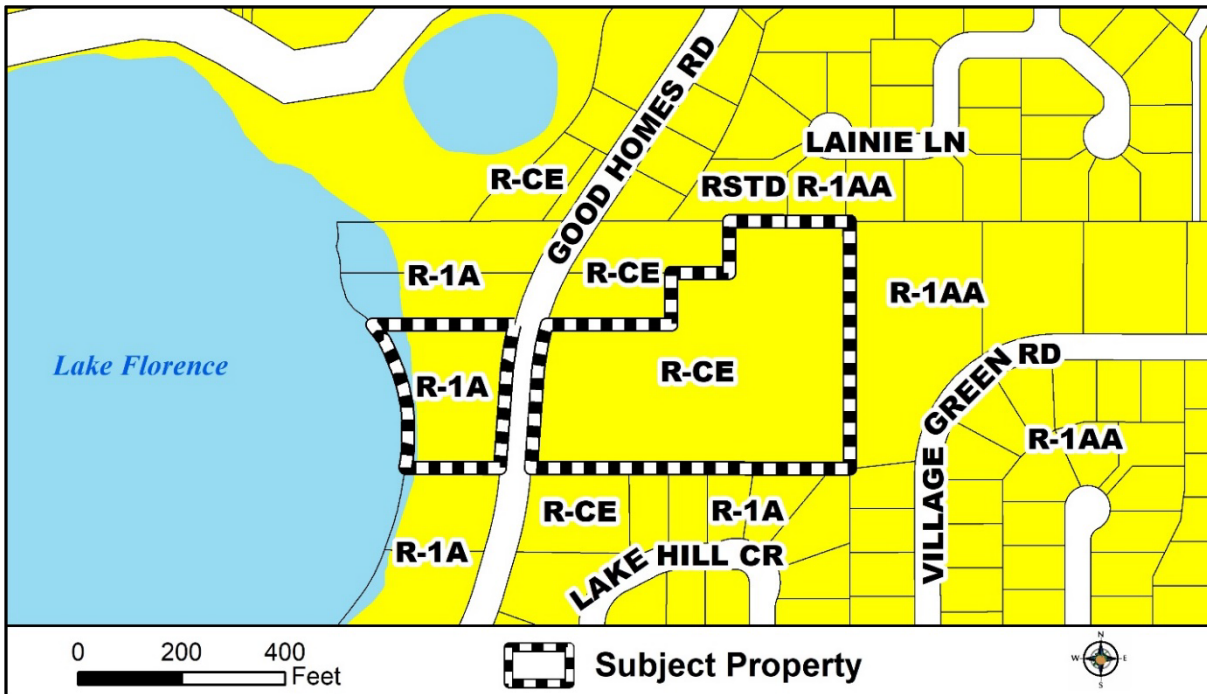 GOOD HOMES RD
LAINIE LN
R-CE
RSTD R-1AA
R-1A
R-CE
R-1AA
Lake Florence
R-1A
R-CE
VILLAGE GREEN RD
R-1AA
R-CE
R-1A
R-1A
LAKE HILL CR
0 200 400
Feet
Subject Property
N
W E
S